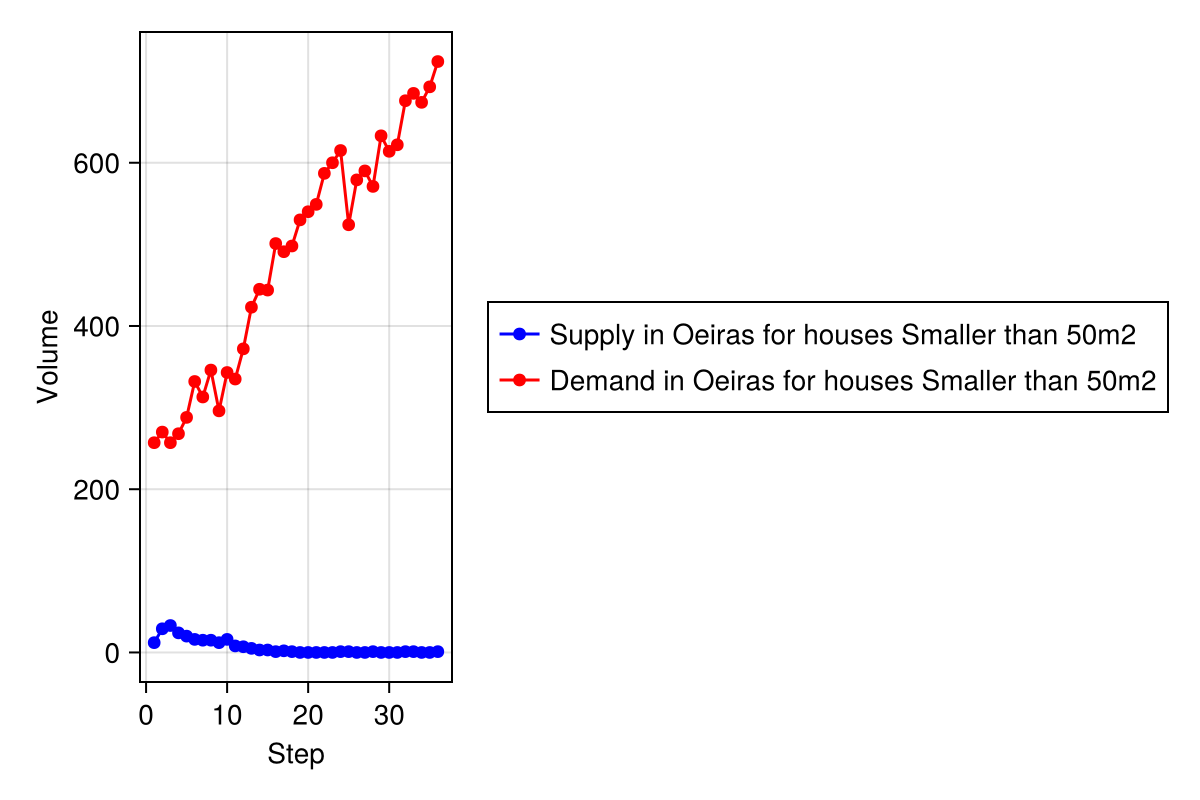 Volume
600
400
200
0
0 10 20 30
Step
Supply in Oeiras for houses Smaller than 50m2
Demand in Oeiras for houses Smaller than 50m2